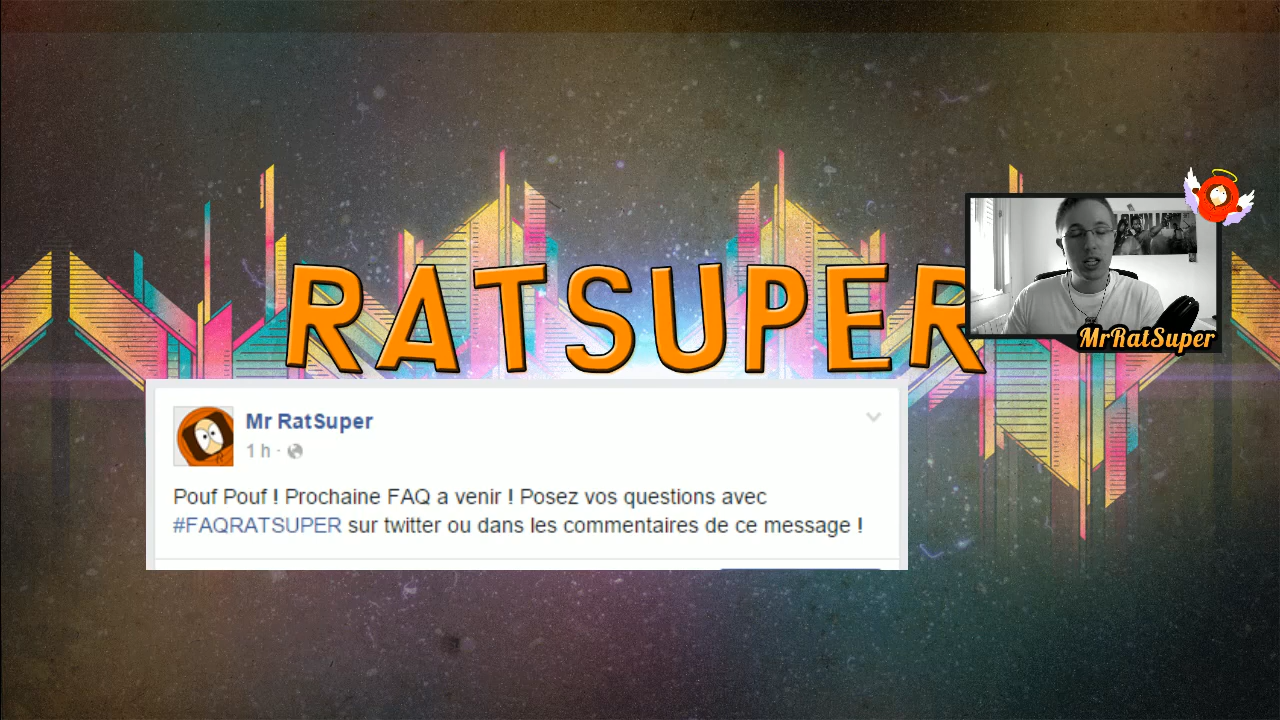 RATSUPER
MrRatSuper
Mr RatSuper
1 h ·
Pouf Pouf ! Prochaine FAQ a venir ! Posez vos questions avec
#FAQRATSUPER sur twitter ou dans les commentaires de ce message !